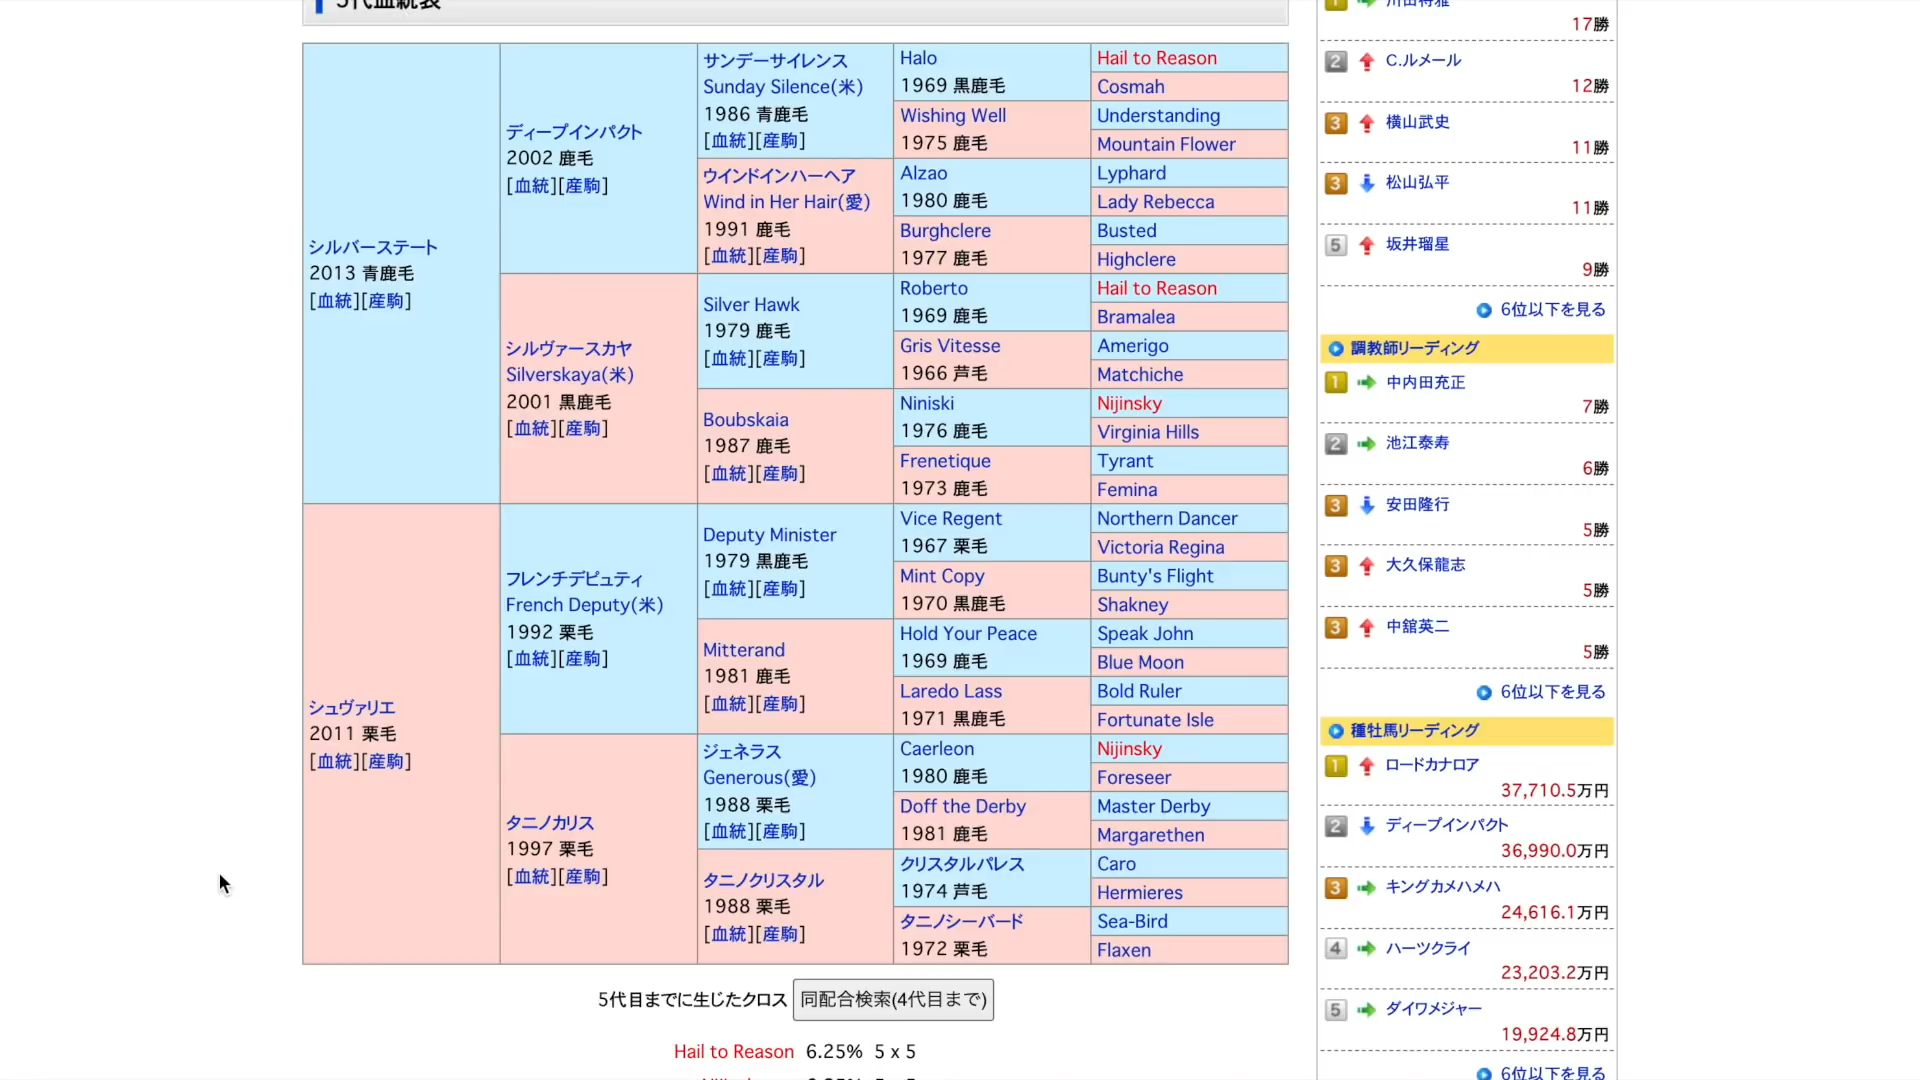 5代血統表
シルバーステート
2013 青鹿毛
[血統][産駒]
ディープインパクト
2002 鹿毛
[血統][産駒]
サンデーサイレンス
Sunday Silence(米)
1986 青鹿毛
[血統][産駒]
Halo
1969 黒鹿毛
Hail to Reason
Cosmah
Wishing Well
1975 鹿毛
Understanding
Mountain Flower
ウインドインハーヘア
Wind in Her Hair(愛)
1991 鹿毛
[血統][産駒]
Alzao
1980 鹿毛
Lyphard
Lady Rebecca
Burghclere
1977 鹿毛
Busted
Highclere
シルヴァースカヤ
Silverskaya(米)
2001 黒鹿毛
[血統][産駒]
Silver Hawk
1979 鹿毛
[血統][産駒]
Roberto
1969 鹿毛
Hail to Reason
Bramalea
Gris Vitesse
1966 芦毛
Amerigo
Matchiche
Boubskaia
1987 鹿毛
[血統][産駒]
Niniski
1976 鹿毛
Nijinsky
Virginia Hills
Frenetique
1973 鹿毛
Tyrant
Femina
シュヴァリエ
2011 栗毛
[血統][産駒]
フレンチデピュティ
French Deputy(米)
1992 栗毛
[血統][産駒]
Deputy Minister
1979 黒鹿毛
[血統][産駒]
Vice Regent
1967 栗毛
Northern Dancer
Victoria Regina
Mint Copy
1970 黒鹿毛
Bunty's Flight
Shakney
Mitterand
1981 鹿毛
[血統][産駒]
Hold Your Peace
1969 鹿毛
Speak John
Blue Moon
Laredo Lass
1971 黒鹿毛
Bold Ruler
Fortunate Isle
タニノカリス
1997 栗毛
[血統][産駒]
ジェネラス
Generous(愛)
1988 栗毛
[血統][産駒]
Caerleon
1980 鹿毛
Nijinsky
Foreseer
Doff the Derby
1981 鹿毛
Master Derby
Margarethen
タニノクリスタル
1988 栗毛
[血統][産駒]
クリスタルパレス
1974 芦毛
Caro
Hermieres
タニノシーバード
1972 栗毛
Sea-Bird
Flaxen
5代目までに生じたクロス 同配合検索(4代目まで)
Hail to Reason 6.25% 5 x 5
1 川田将雅
17勝
2 C.ルメール
12勝
3 横山武史
11勝
3 松山弘平
11勝
5 坂井瑠星
9勝
6位以下を見る
調教師リーディング
1 中内田充正
7勝
2 池江泰寿
6勝
3 安田隆行
5勝
3 大久保龍志
5勝
3 中舘英二
5勝
6位以下を見る
種牡馬リーディング
1 ロードカナロア
37,710.5万円
2 ディープインパクト
36,990.0万円
3 キングカメハメハ
24,616.1万円
4 ハーツクライ
23,203.2万円
5 ダイワメジャー
19,924.8万円
6位以下を見る